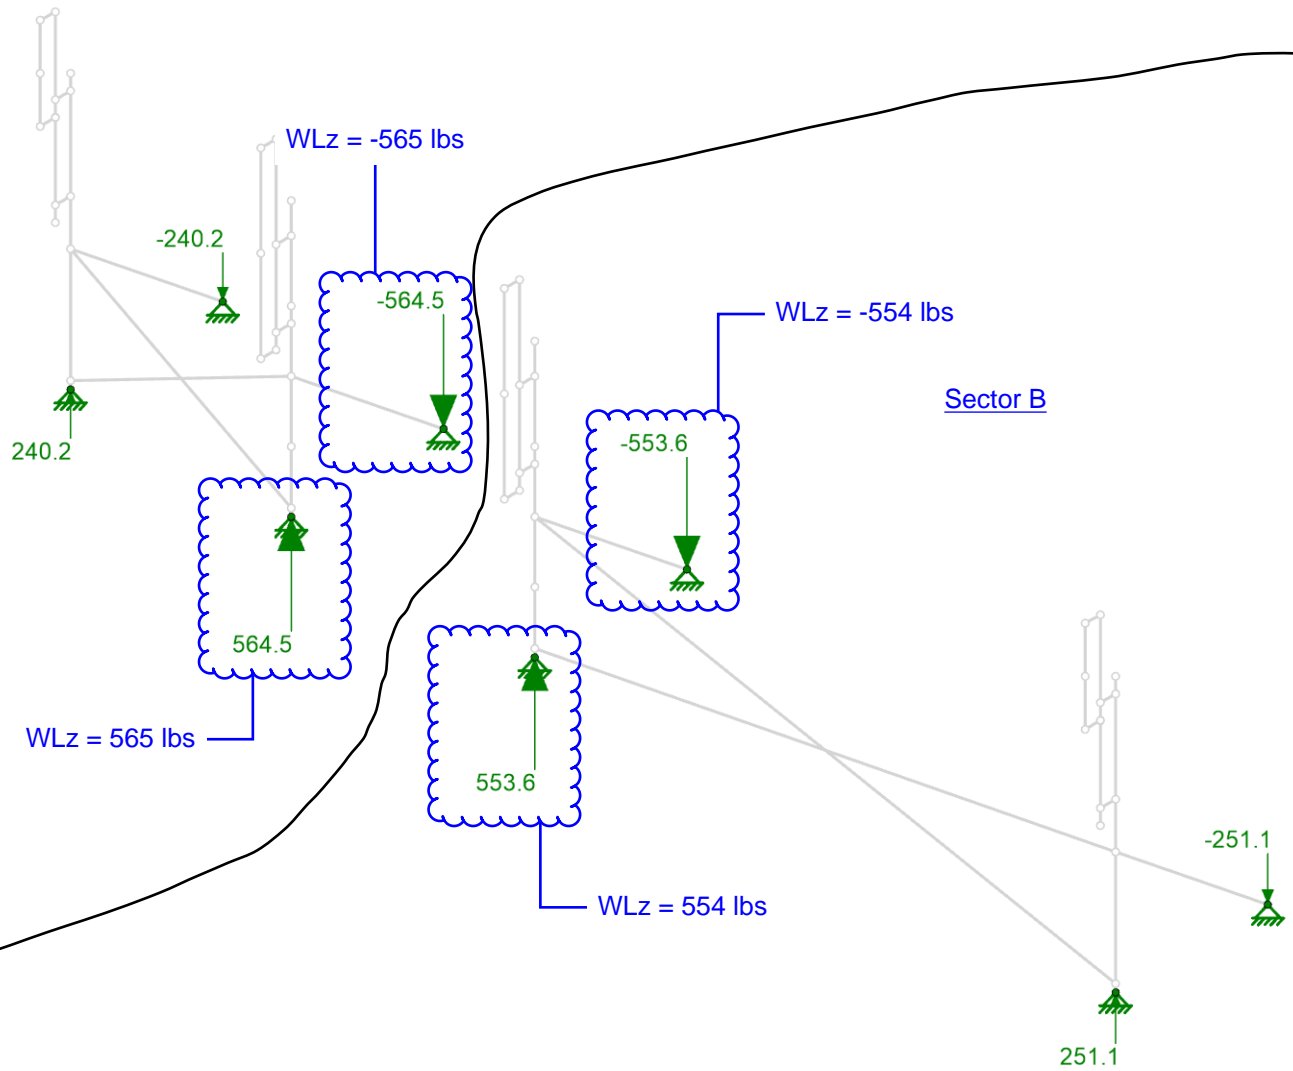 WLz = -565 lbs
-240.2
-564.5
WLz = -554 lbs
Sector B
-553.6
240.2
564.5
WLz = 565 lbs
553.6
-251.1
WLz = 554 lbs
251.1